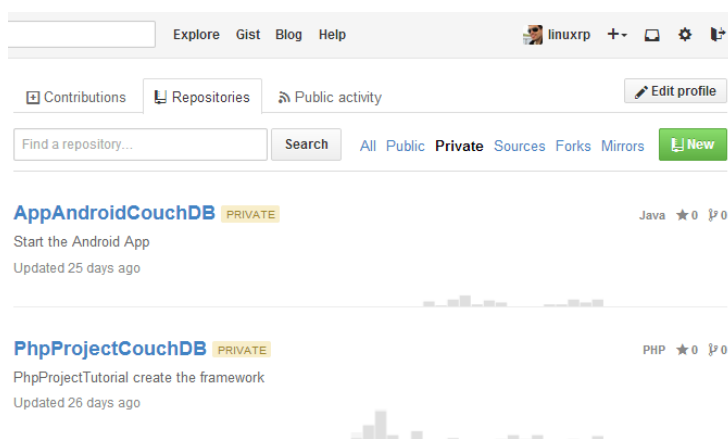 Explore Gist Blog Help linuxrp
Contributions Repositories Public activity Edit profile
Find a repository... Search All Public Private Sources Forks Mirrors New
AppAndroidCouchDB PRIVATE Java 0 0
Start the Android App
Updated 25 days ago
PhpProjectCouchDB PRIVATE PHP 0 0
PhpProjectTutorial create the framework
Updated 26 days ago